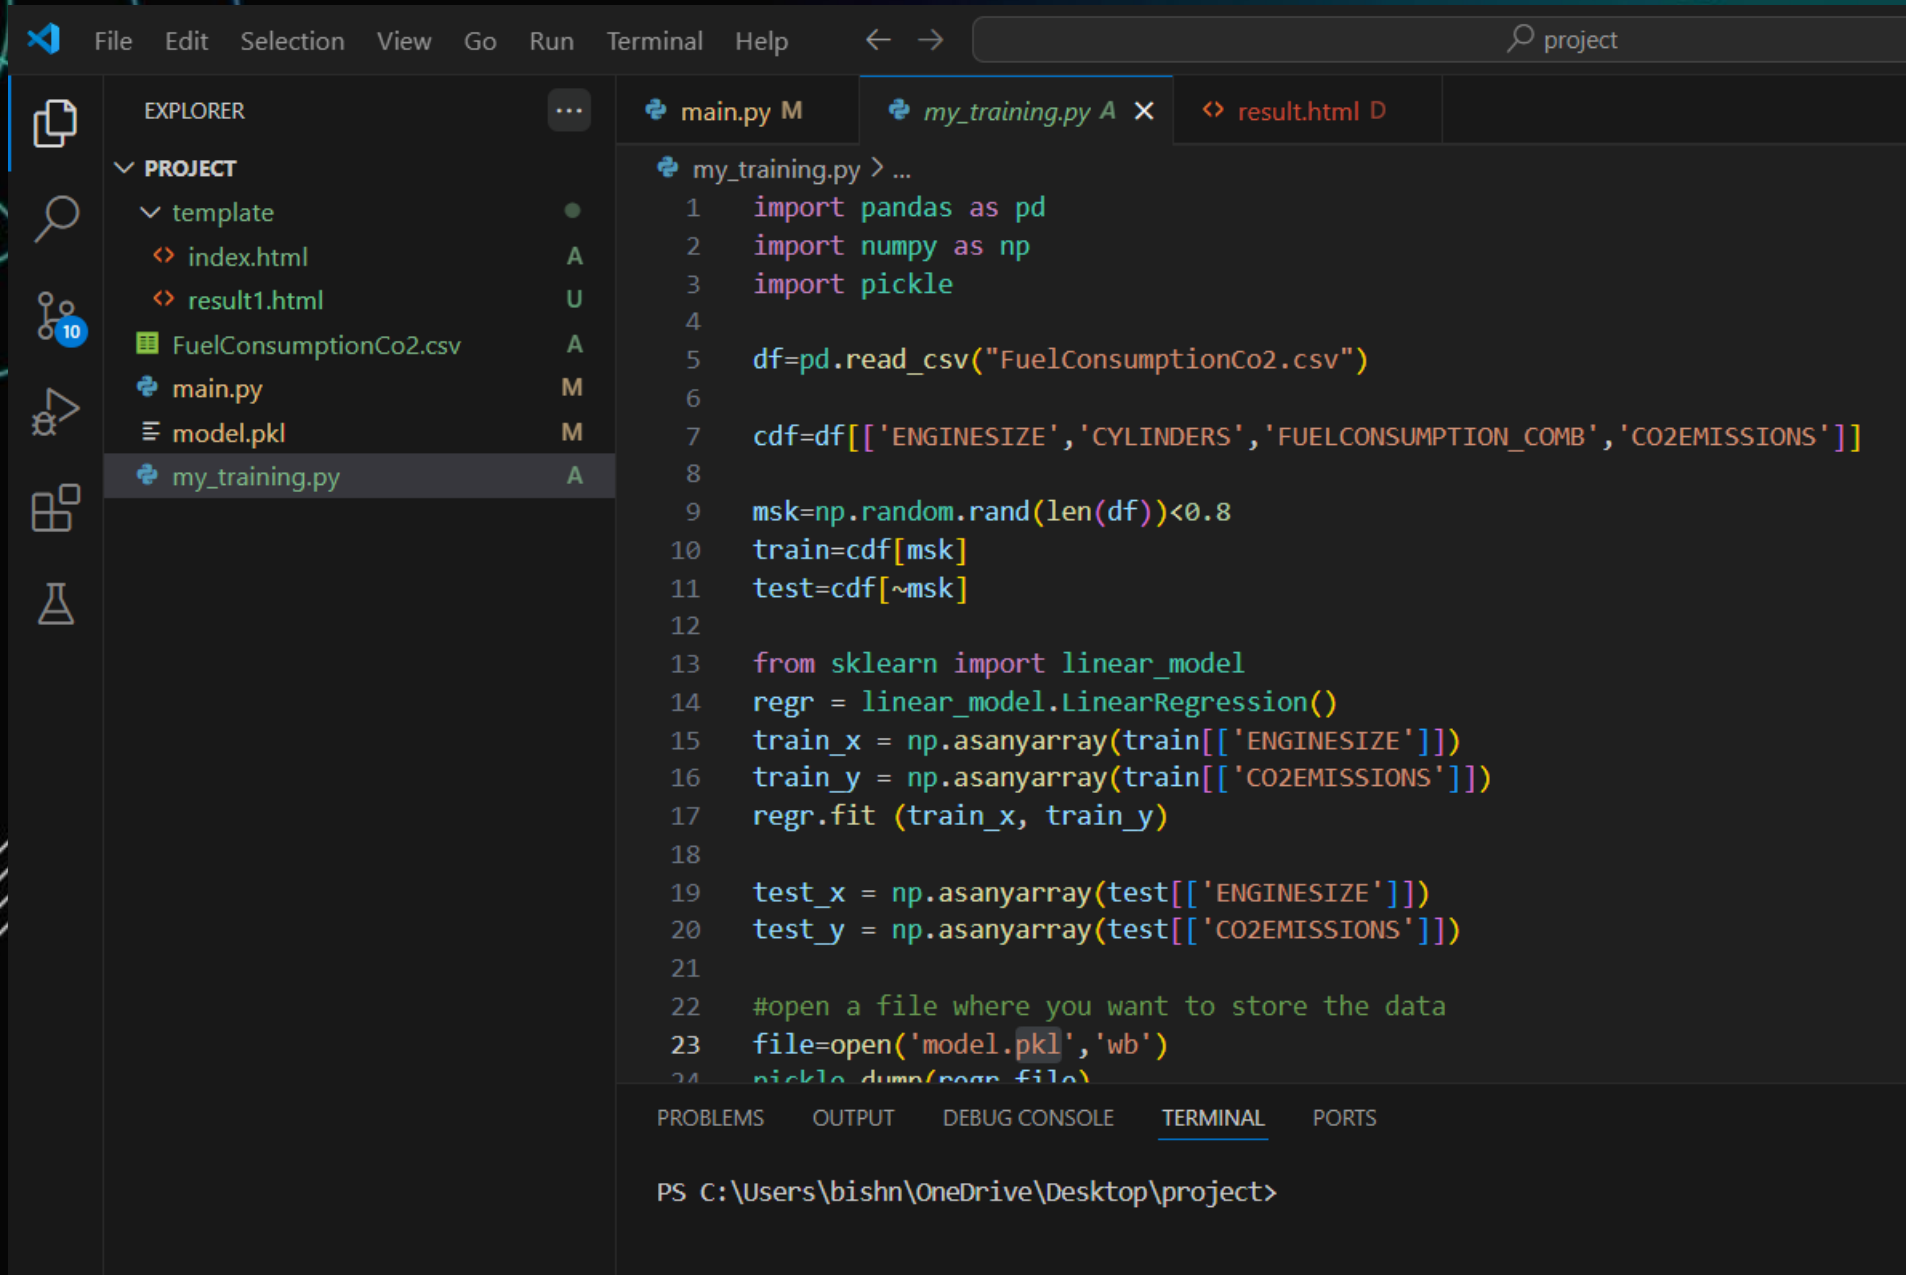 File Edit Selection View Go Run Terminal Help project
EXPLORER
main.py M my_training.py A result.html D
PROJECT
template
index.html A
result1.html U
FuelConsumptionCo2.csv A
main.py M
model.pkl M
my_training.py A
10
my_training.py > ...
1 import pandas as pd
2 import numpy as np
3 import pickle
4
5 df=pd.read_csv("FuelConsumptionCo2.csv")
6
7 cdf=df[['ENGINESIZE','CYLINDERS','FUELCONSUMPTION_COMB','CO2EMISSIONS']]
8
9 msk=np.random.rand(len(df))<0.8
10 train=cdf[msk]
11 test=cdf[~msk]
12
13 from sklearn import linear_model
14 regr = linear_model.LinearRegression()
15 train_x = np.asanyarray(train[['ENGINESIZE']])
16 train_y = np.asanyarray(train[['CO2EMISSIONS']])
17 regr.fit (train_x, train_y)
18
19 test_x = np.asanyarray(test[['ENGINESIZE']])
20 test_y = np.asanyarray(test[['CO2EMISSIONS']])
21
22 #open a file where you want to store the data
23 file=open('model.pkl','wb')
24 pickle.dump(regr,file)
PROBLEMS OUTPUT DEBUG CONSOLE TERMINAL PORTS
PS C:\Users\bishn\OneDrive\Desktop\project>